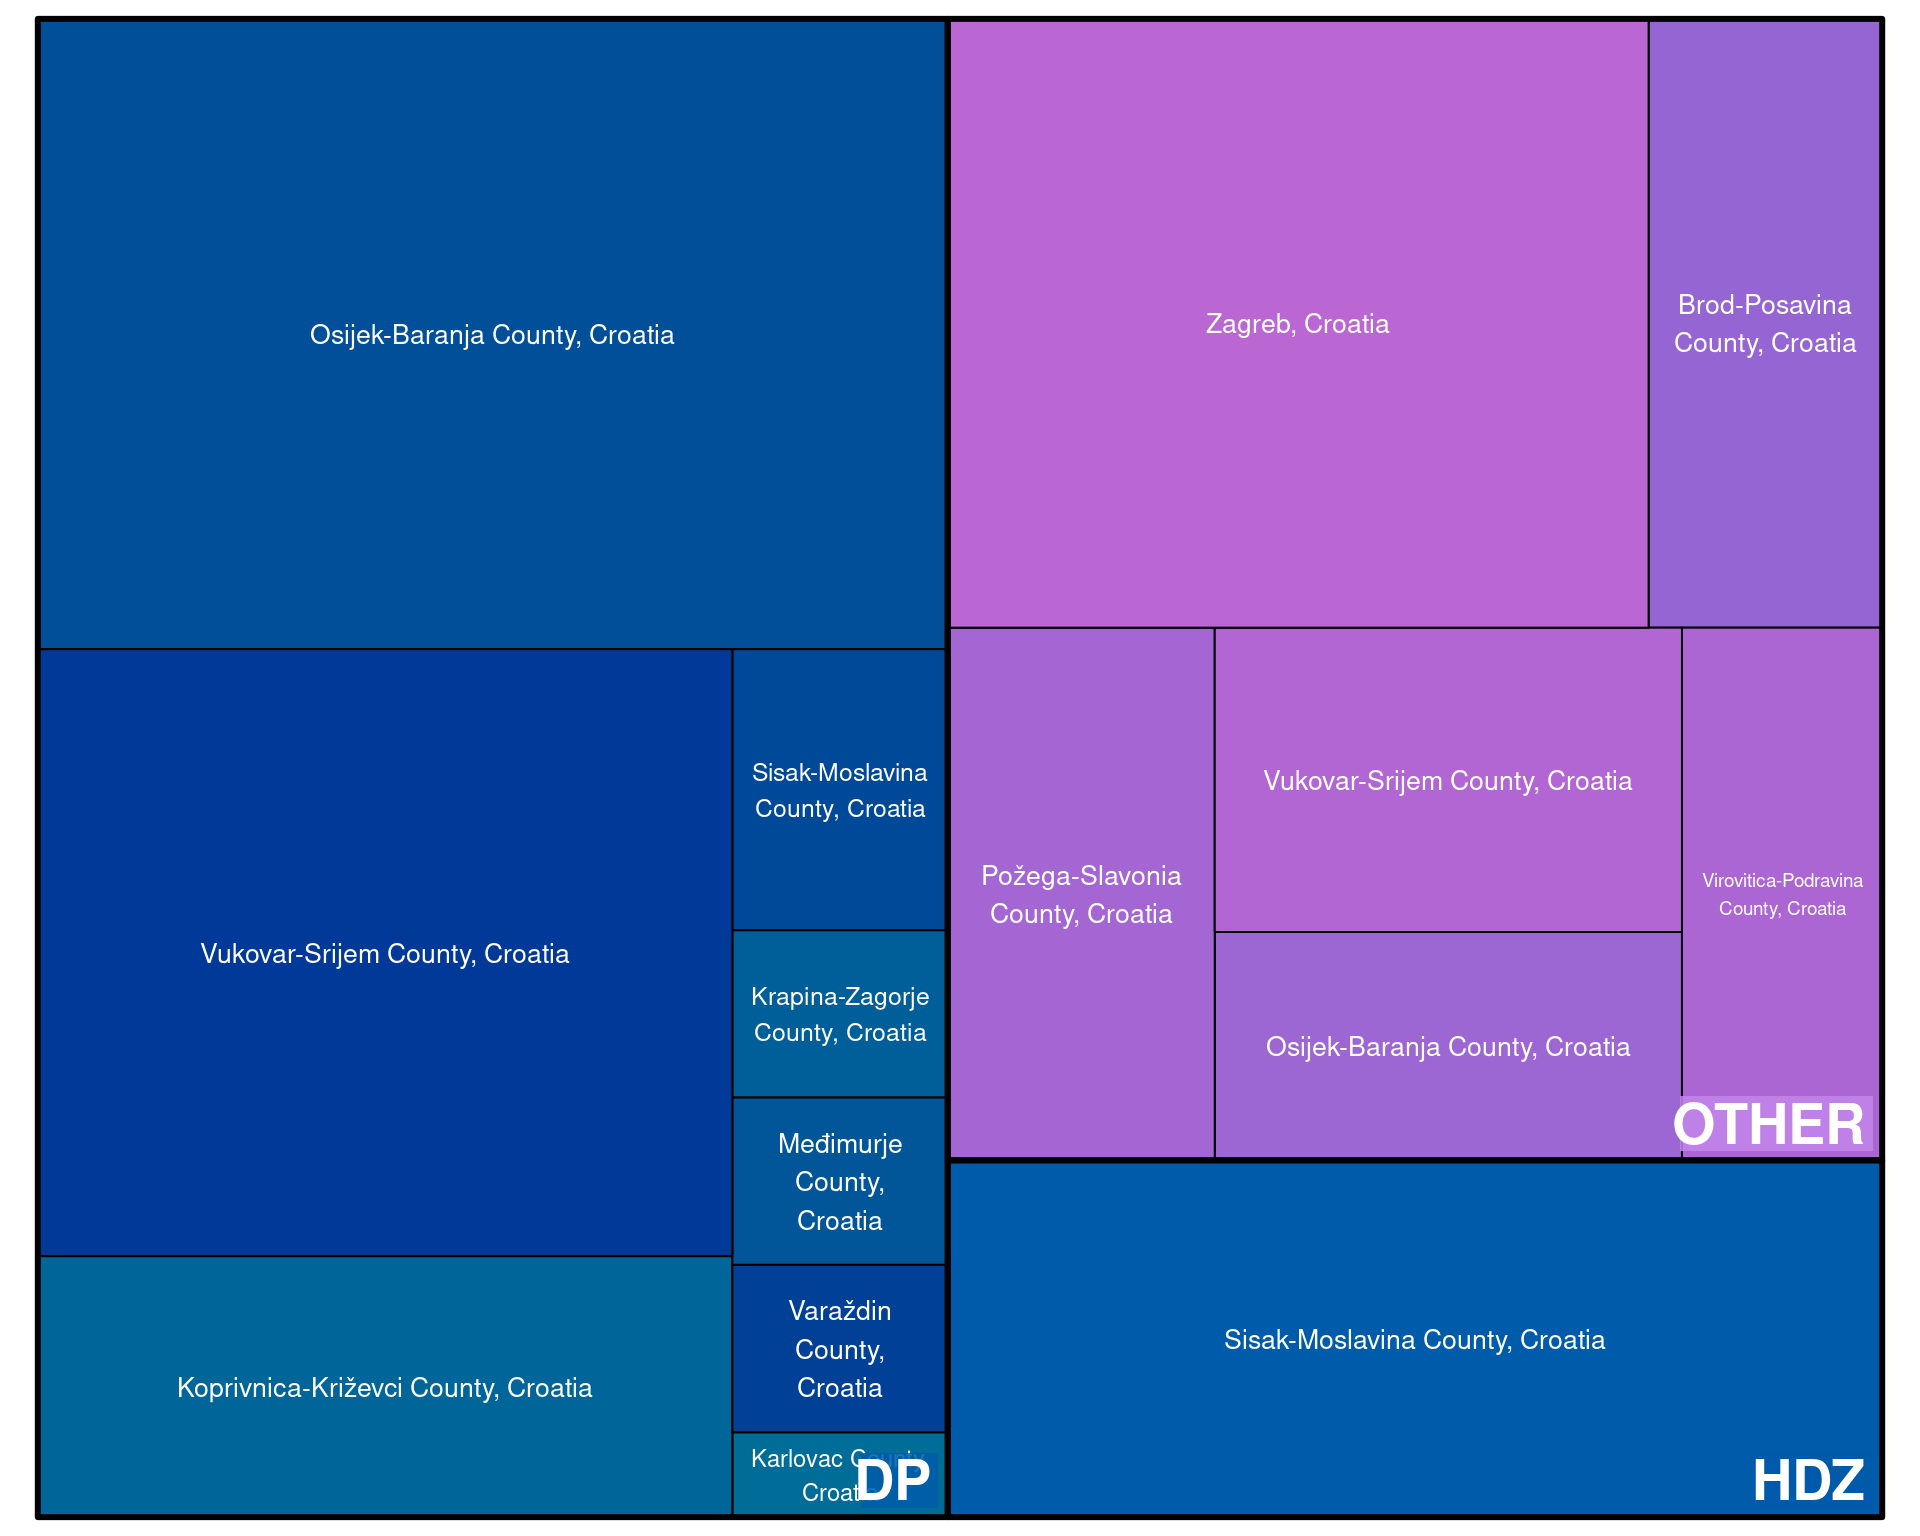 Osijek-Baranja County, Croatia
Vukovar-Srijem County, Croatia
Sisak-Moslavina
County, Croatia
Krapina-Zagorje
County, Croatia
Međimurje
County,
Croatia
Varaždin
County,
Croatia
Koprivnica-Križevci County, Croatia
Karlovac County,
Croatia
DP
Zagreb, Croatia
Brod-Posavina
County, Croatia
Požega-Slavonia
County, Croatia
Vukovar-Srijem County, Croatia
Osijek-Baranja County, Croatia
Virovitica-Podravina
County, Croatia
OTHER
Sisak-Moslavina County, Croatia
HDZ